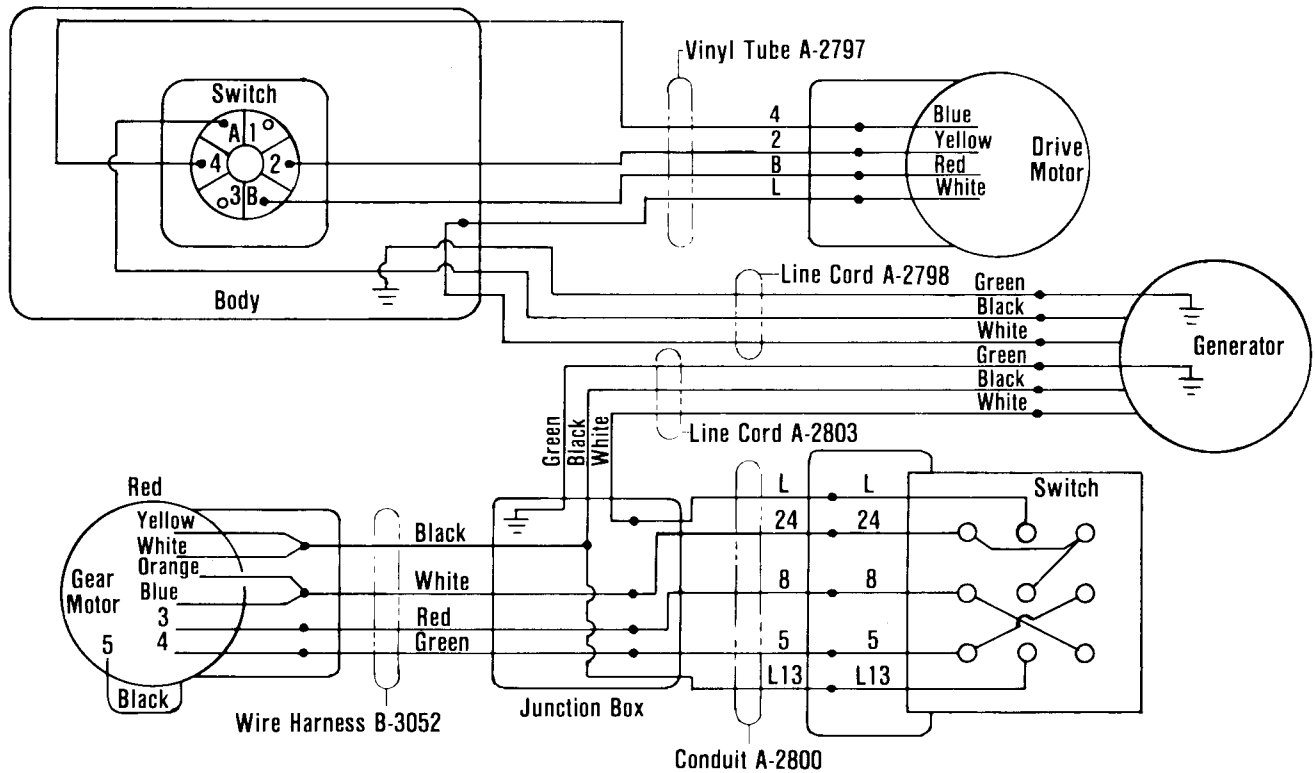 Vinyl Tube A-2797
Switch
A 1
4 2
3 B
Body
4 Blue
2 Yellow
B Red
L White
Drive
Motor
Line Cord A-2798
Green
Black
White
Green
Black
White
Generator
Line Cord A-2803
Green
Black
White
Red
Yellow
White
Orange
Blue
Gear
Motor
3
4
5
Black
Black
White
Red
Green
Wire Harness B-3052
Junction Box
L L
24 24
8 8
5 5
L13 L13
Switch
Conduit A-2800